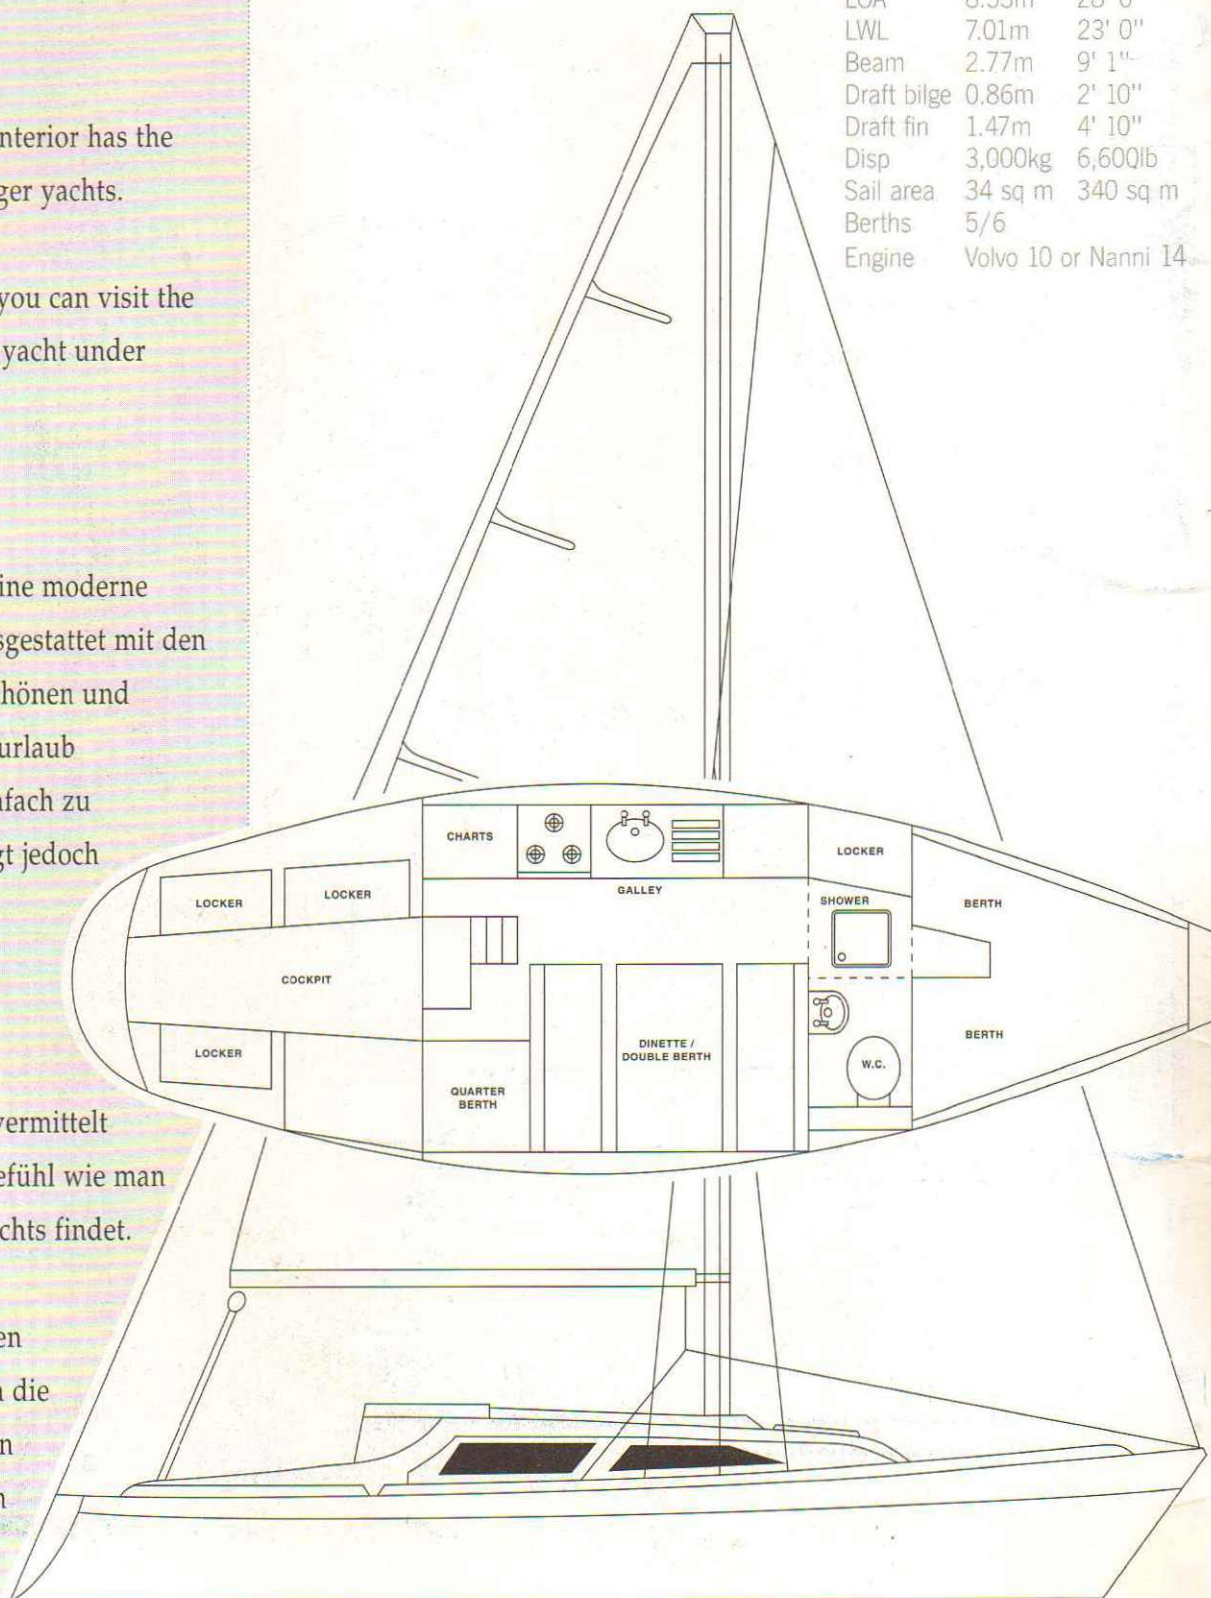 LWL 7.01m 23' 0"
Beam 2.77m 9' 1"
Draft bilge 0.86m 2' 10"
Draft fin 1.47m 4' 10"
Disp 3,000kg 6,600lb
Sail area 34 sq m 340 sq m
Berths 5/6
Engine Volvo 10 or Nanni 14
nterior has the
ger yachts.
you can visit the
yacht under
ine moderne
sgestattet mit den
hönen und
urlaub
nfach zu
gt jedoch
vermittelt
efühl wie man
chts findet.
en
n die
n
n
CHARTS
GALLEY
LOCKER
LOCKER
LOCKER
SHOWER
BERTH
COCKPIT
LOCKER
QUARTER
BERTH
DINETTE /
DOUBLE BERTH
W.C.
BERTH